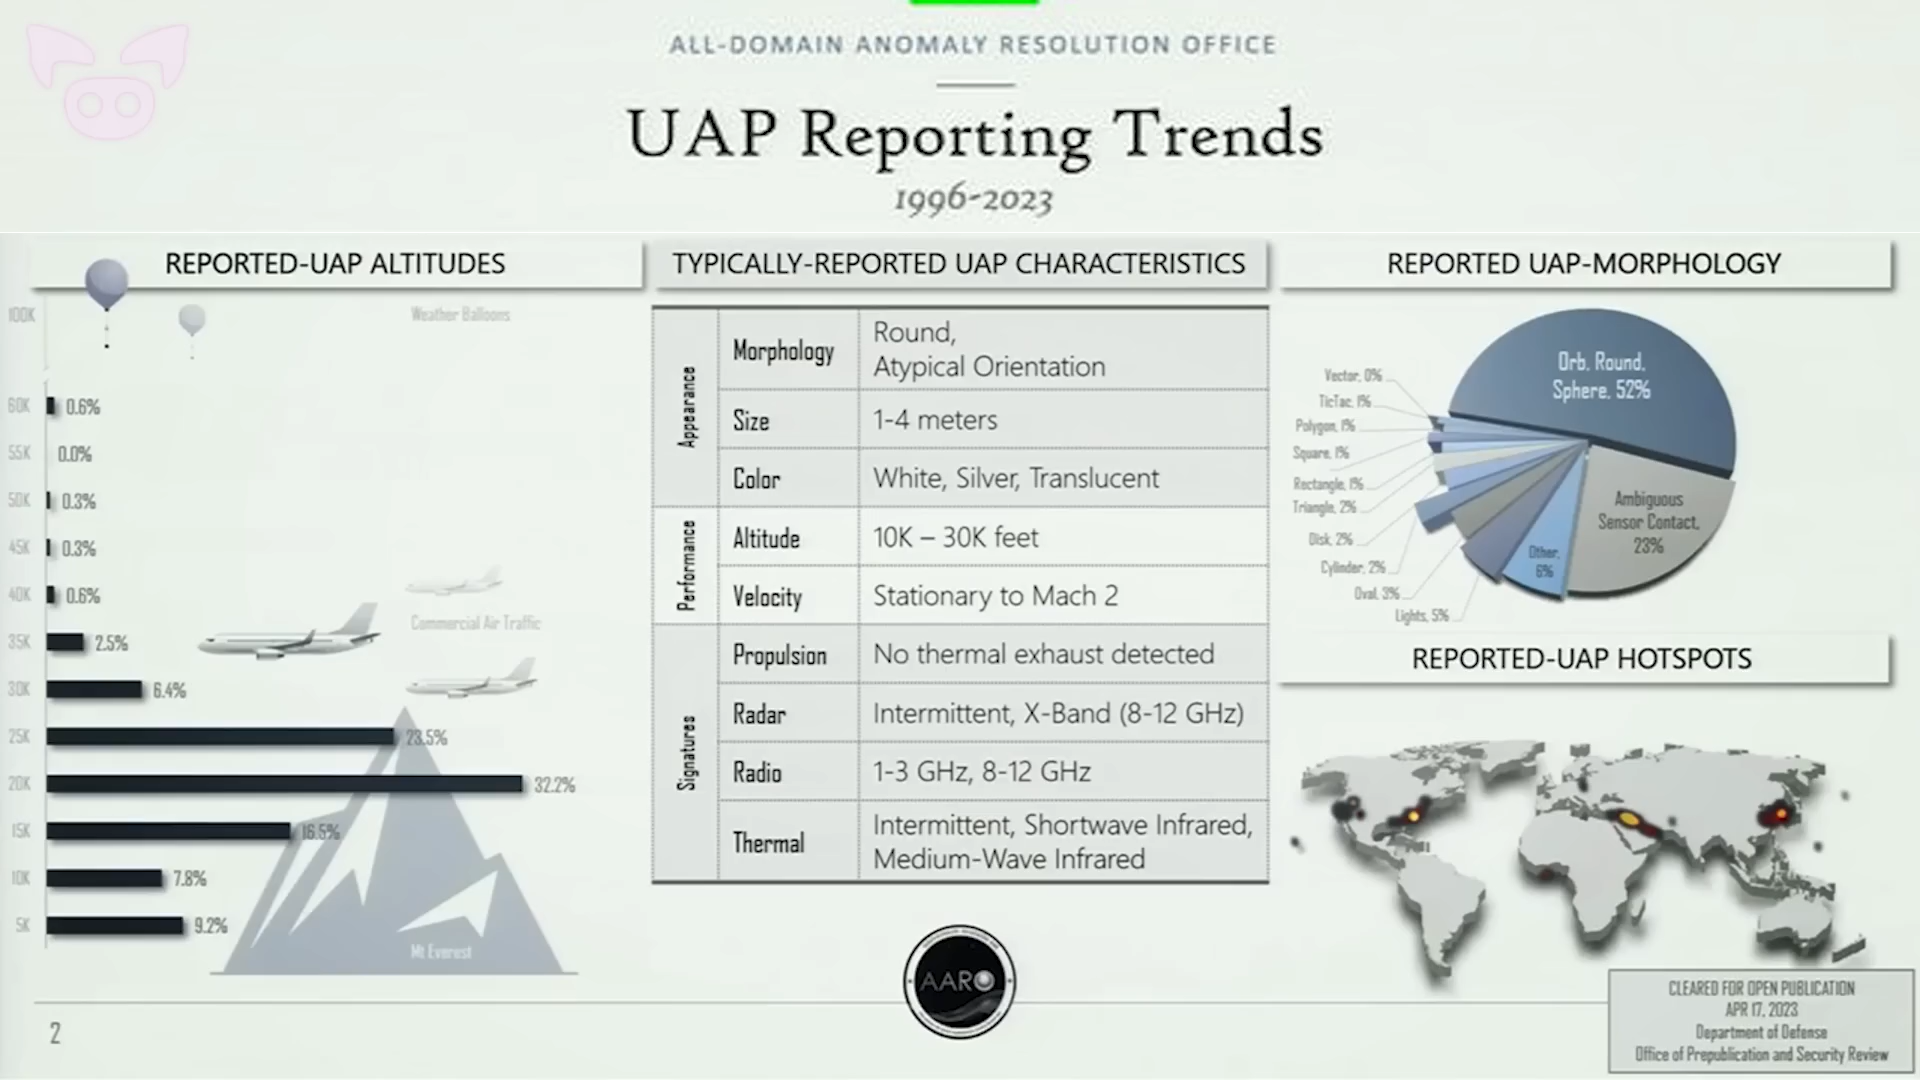 ALL-DOMAIN ANOMALY RESOLUTION OFFICE
UAP Reporting Trends
1996-2023
REPORTED-UAP ALTITUDES
100K
Weather Balloons
60K 0.6%
55K 0.0%
50K 0.3%
45K 0.3%
40K 0.6%
Commercial Air Traffic
35K 2.5%
30K 6.4%
25K 23.5%
20K 32.2%
15K 16.5%
10K 7.8%
5K 9.2%
Mt Everest
TYPICALLY-REPORTED UAP CHARACTERISTICS
Appearance
Morphology
Round,
Atypical Orientation
Size
1-4 meters
Color
White, Silver, Translucent
Performance
Altitude
10K – 30K feet
Velocity
Stationary to Mach 2
Signatures
Propulsion
No thermal exhaust detected
Radar
Intermittent, X-Band (8-12 GHz)
Radio
1-3 GHz, 8-12 GHz
Thermal
Intermittent, Shortwave Infrared,
Medium-Wave Infrared
AARO
REPORTED UAP-MORPHOLOGY
Orb, Round,
Sphere, 52%
Ambiguous
Sensor Contact,
23%
Other,
6%
Vector, 0%
TicTac, 1%
Polygon, 1%
Square, 1%
Rectangle, 1%
Triangle, 2%
Disk, 2%
Cylinder, 2%
Oval, 3%
Lights, 5%
REPORTED-UAP HOTSPOTS
CLEARED FOR OPEN PUBLICATION
APR 17, 2023
Department of Defense
Office of Prepublication and Security Review
2